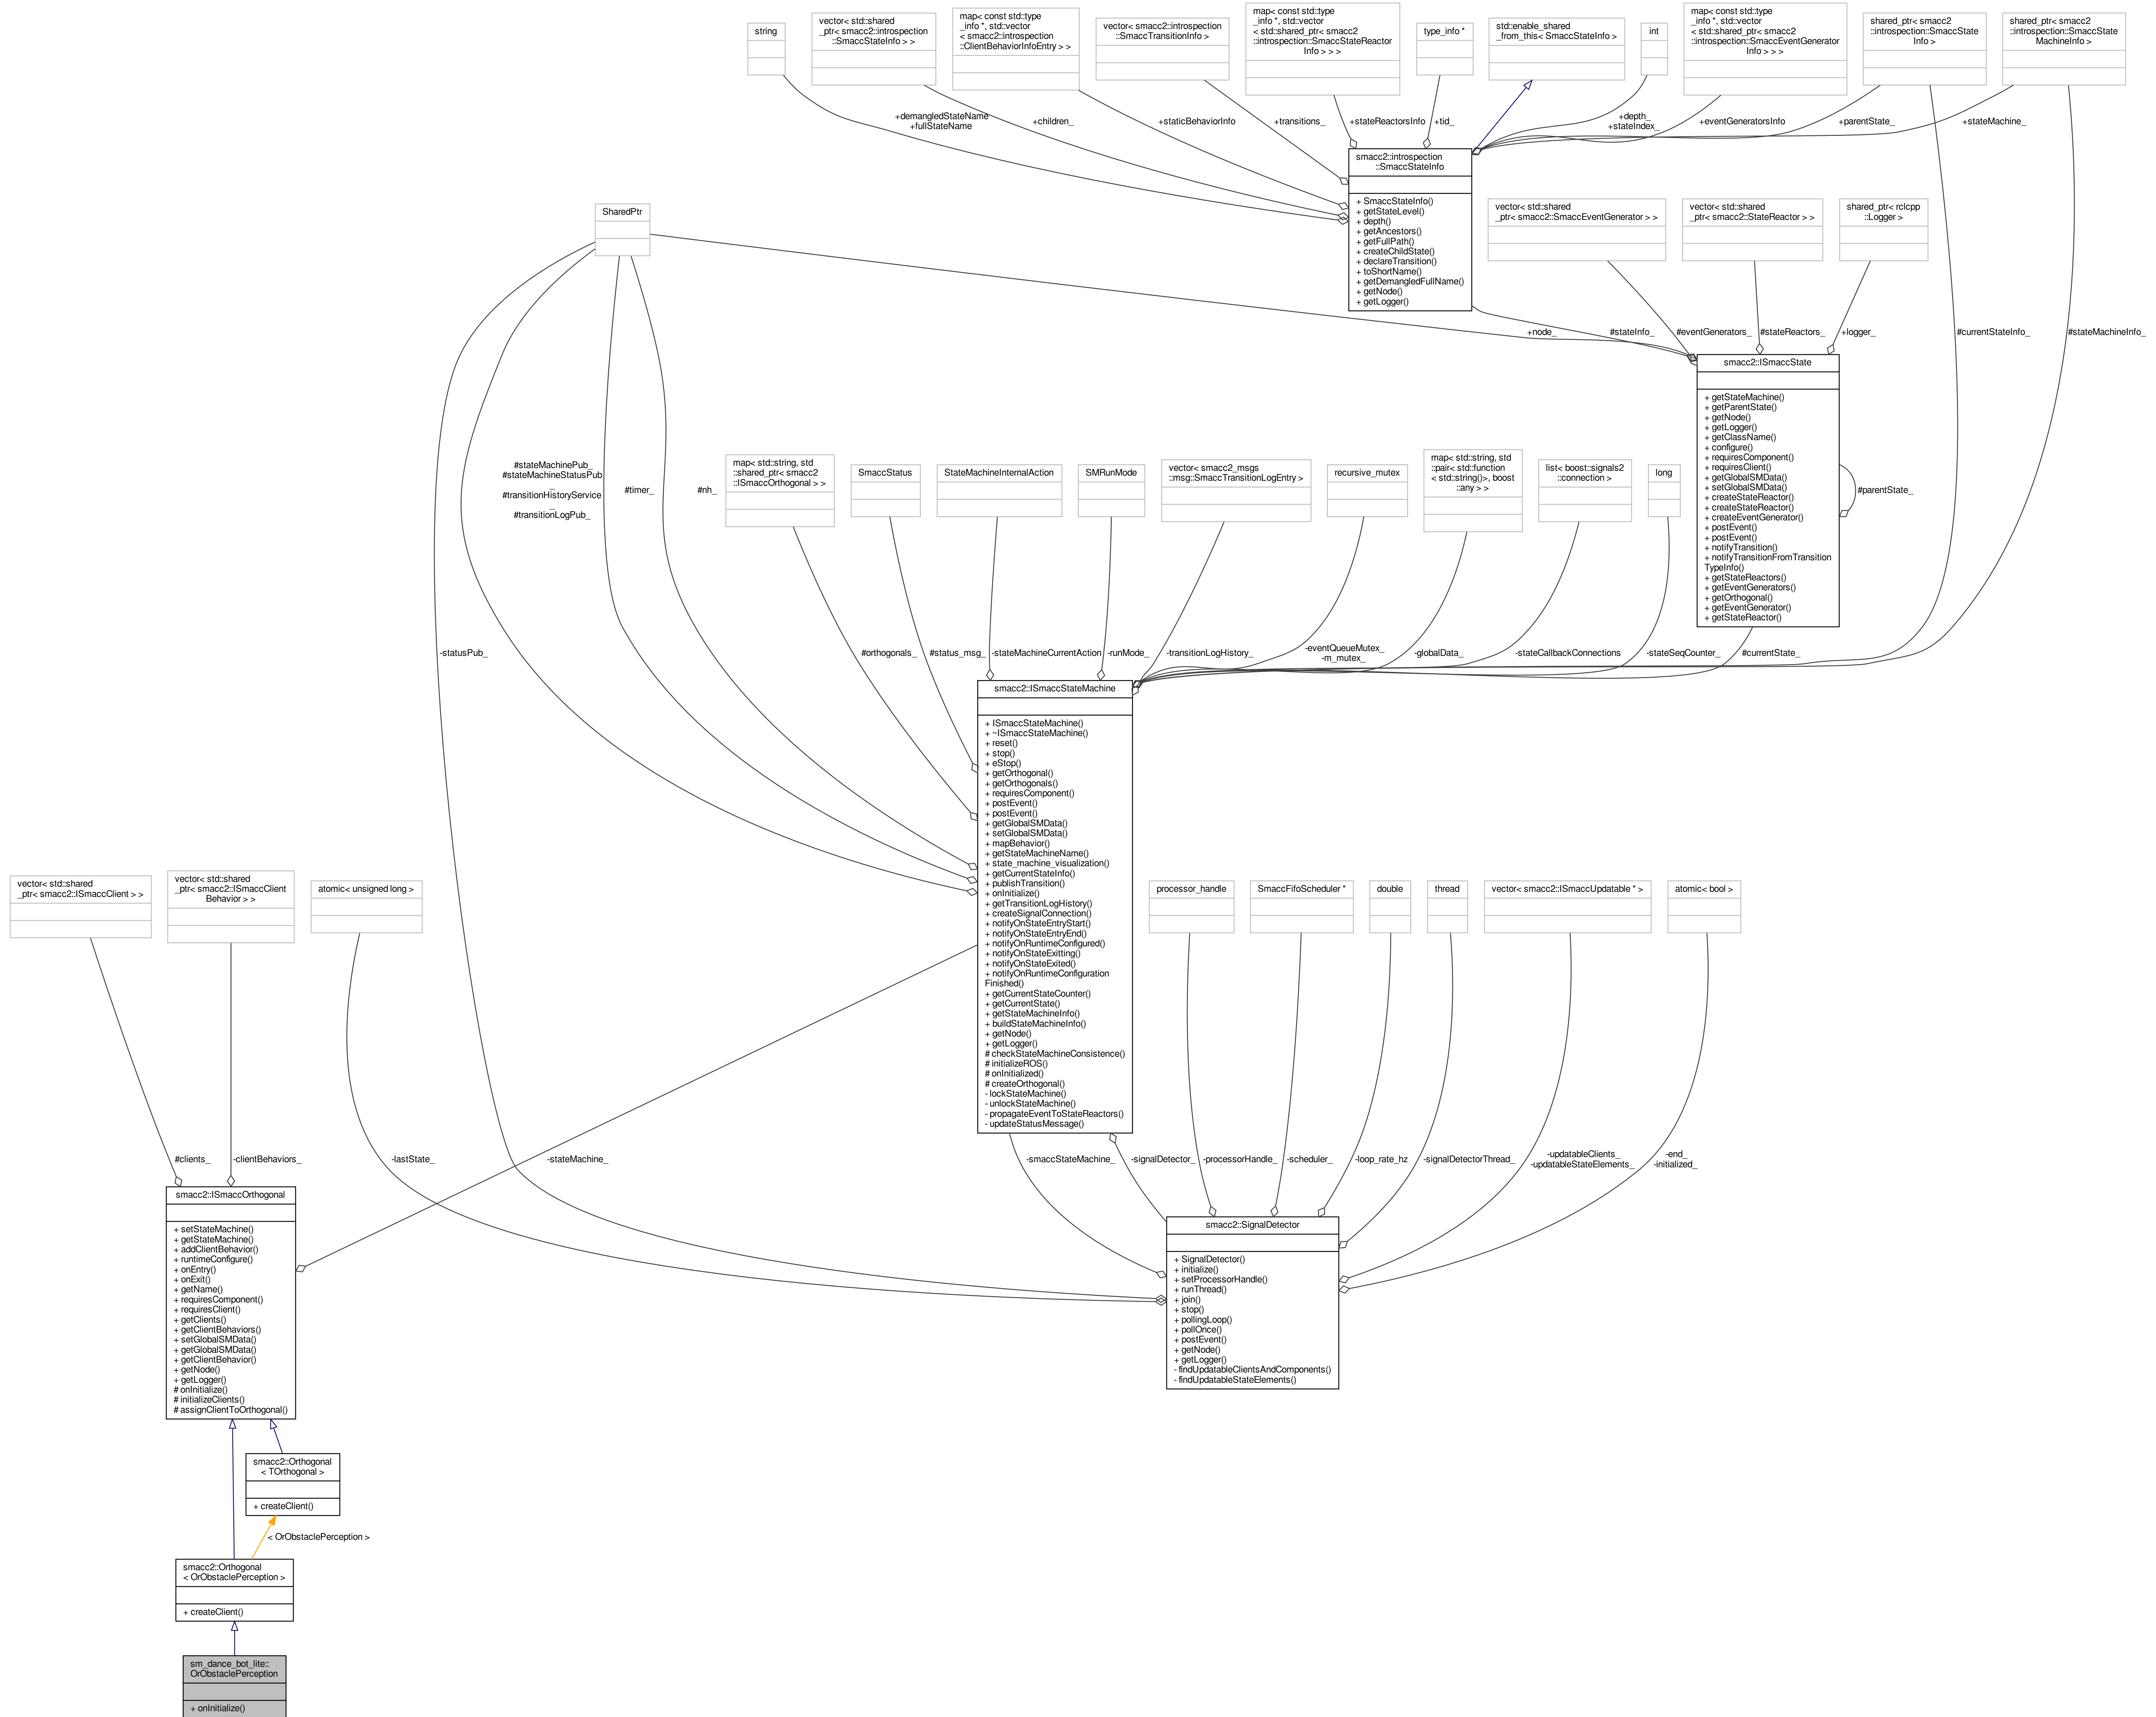 string
vector< std::shared
_ptr< smacc2::introspection
::SmaccStateInfo > >
map< const std::type
_info *, std::vector
< smacc2::introspection
::ClientBehaviorInfoEntry > >
vector< smacc2::introspection
::SmaccTransitionInfo >
map< const std::type
_info *, std::vector
< std::shared_ptr< smacc2
::introspection::SmaccStateReactor
Info > > >
type_info *
std::enable_shared
_from_this< SmaccStateInfo >
int
map< const std::type
_info *, std::vector
< std::shared_ptr< smacc2
::introspection::SmaccEventGenerator
Info > > >
shared_ptr< smacc2
::introspection::SmaccState
Info >
shared_ptr< smacc2
::introspection::SmaccState
MachineInfo >
+demangledStateName
+fullStateName
+children_
+staticBehaviorInfo
+transitions_
+stateReactorsInfo
+tid_
+depth_
+stateIndex_
+eventGeneratorsInfo
+parentState_
+stateMachine_
smacc2::introspection
::SmaccStateInfo
+ SmaccStateInfo()
+ getStateLevel()
+ depth()
+ getAncestors()
+ getFullPath()
+ createChildState()
+ declareTransition()
+ toShortName()
+ getDemangledFullName()
+ getNode()
+ getLogger()
SharedPtr
vector< std::shared
_ptr< smacc2::SmaccEventGenerator > >
vector< std::shared
_ptr< smacc2::StateReactor > >
shared_ptr< rclcpp
::Logger >
+node_
#stateInfo_
#eventGenerators_
#stateReactors_
+logger_
#currentStateInfo_
#stateMachineInfo_
smacc2::ISmaccState
+ getStateMachine()
+ getParentState()
+ getNode()
+ getLogger()
+ getClassName()
+ configure()
+ requiresComponent()
+ requiresClient()
+ getGlobalSMData()
+ setGlobalSMData()
+ createStateReactor()
+ createStateReactor()
+ createEventGenerator()
+ postEvent()
+ postEvent()
+ notifyTransition()
+ notifyTransitionFromTransition
TypeInfo()
+ getStateReactors()
+ getEventGenerators()
+ getOrthogonal()
+ getEventGenerator()
+ getStateReactor()
#parentState_
#stateMachinePub_
#stateMachineStatusPub
_
#transitionHistoryService
_
#transitionLogPub_
#timer_
#nh_
map< std::string, std
::shared_ptr< smacc2
::ISmaccOrthogonal > >
SmaccStatus
StateMachineInternalAction
SMRunMode
vector< smacc2_msgs
::msg::SmaccTransitionLogEntry >
recursive_mutex
map< std::string, std
::pair< std::function
< std::string()>, boost
::any > >
list< boost::signals2
::connection >
long
-statusPub_
#orthogonals_
#status_msg_
-stateMachineCurrentAction
-runMode_
-transitionLogHistory_
-eventQueueMutex_
-m_mutex_
-globalData_
-stateCallbackConnections
-stateSeqCounter_
#currentState_
smacc2::ISmaccStateMachine
+ ISmaccStateMachine()
+ ~ISmaccStateMachine()
+ reset()
+ stop()
+ eStop()
+ getOrthogonal()
+ getOrthogonals()
+ requiresComponent()
+ postEvent()
+ postEvent()
+ getGlobalSMData()
+ setGlobalSMData()
+ mapBehavior()
+ getStateMachineName()
+ state_machine_visualization()
+ getCurrentStateInfo()
+ publishTransition()
+ onInitialize()
+ getTransitionLogHistory()
+ createSignalConnection()
+ notifyOnStateEntryStart()
+ notifyOnStateEntryEnd()
+ notifyOnRuntimeConfigured()
+ notifyOnStateExitting()
+ notifyOnStateExited()
+ notifyOnRuntimeConfiguration
Finished()
+ getCurrentStateCounter()
+ getCurrentState()
+ getStateMachineInfo()
+ buildStateMachineInfo()
+ getNode()
+ getLogger()
# checkStateMachineConsistence()
# initializeROS()
# onInitialized()
# createOrthogonal()
- lockStateMachine()
- unlockStateMachine()
- propagateEventToStateReactors()
- updateStatusMessage()
vector< std::shared
_ptr< smacc2::ISmaccClient > >
vector< std::shared
_ptr< smacc2::ISmaccClient
Behavior > >
atomic< unsigned long >
processor_handle
SmaccFifoScheduler *
double
thread
vector< smacc2::ISmaccUpdatable * >
atomic< bool >
#clients_
-clientBehaviors_
-lastState_
-stateMachine_
-smaccStateMachine_
-signalDetector_
-processorHandle_
-scheduler_
-loop_rate_hz
-signalDetectorThread_
-updatableClients_
-updatableStateElements_
-end_
-initialized_
smacc2::ISmaccOrthogonal
+ setStateMachine()
+ getStateMachine()
+ addClientBehavior()
+ runtimeConfigure()
+ onEntry()
+ onExit()
+ getName()
+ requiresComponent()
+ requiresClient()
+ getClients()
+ getClientBehaviors()
+ setGlobalSMData()
+ getGlobalSMData()
+ getClientBehavior()
+ getNode()
+ getLogger()
# onInitialize()
# initializeClients()
# assignClientToOrthogonal()
smacc2::SignalDetector
+ SignalDetector()
+ initialize()
+ setProcessorHandle()
+ runThread()
+ join()
+ stop()
+ pollingLoop()
+ pollOnce()
+ postEvent()
+ getNode()
+ getLogger()
- findUpdatableClientsAndComponents()
- findUpdatableStateElements()
smacc2::Orthogonal
< TOrthogonal >
+ createClient()
< OrObstaclePerception >
smacc2::Orthogonal
< OrObstaclePerception >
+ createClient()
sm_dance_bot_lite::
OrObstaclePerception
+ onInitialize()